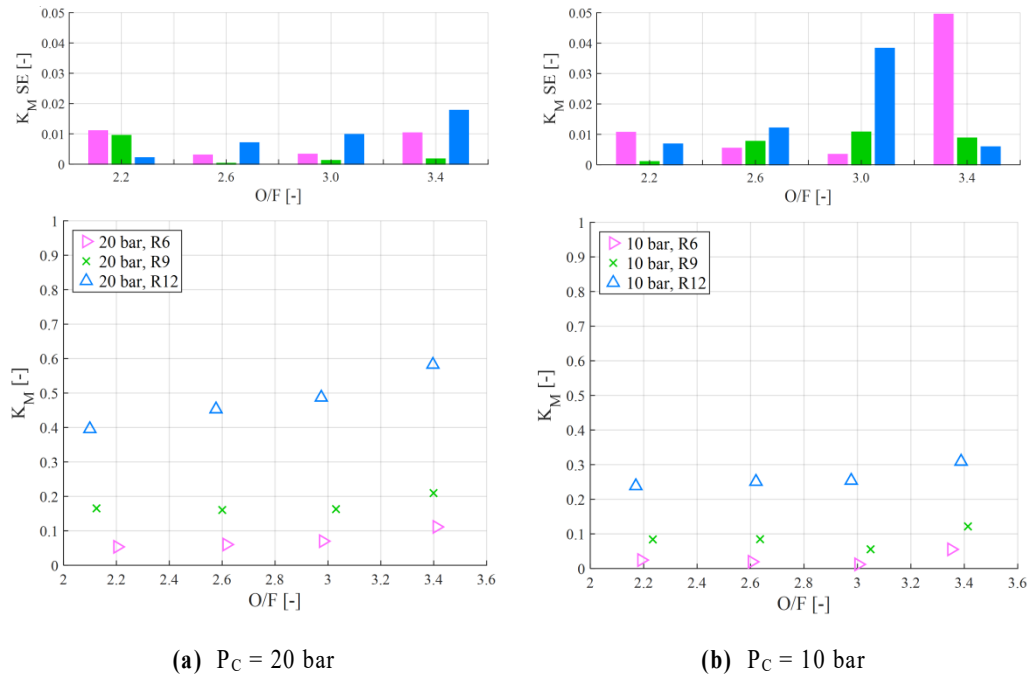 0.05
0.04
0.03
0.02
0.01
0
K_M SE [-]
2.2 2.6 3.0 3.4
O/F [-]
1
0.9
0.8
0.7
0.6
0.5
0.4
0.3
0.2
0.1
0
K_M [-]
20 bar, R6
20 bar, R9
20 bar, R12
2 2.2 2.4 2.6 2.8 3 3.2 3.4 3.6
O/F [-]
(a) P_C = 20 bar
0.05
0.04
0.03
0.02
0.01
0
K_M SE [-]
2.2 2.6 3.0 3.4
O/F [-]
1
0.9
0.8
0.7
0.6
0.5
0.4
0.3
0.2
0.1
0
K_M [-]
10 bar, R6
10 bar, R9
10 bar, R12
2 2.2 2.4 2.6 2.8 3 3.2 3.4 3.6
O/F [-]
(b) P_C = 10 bar